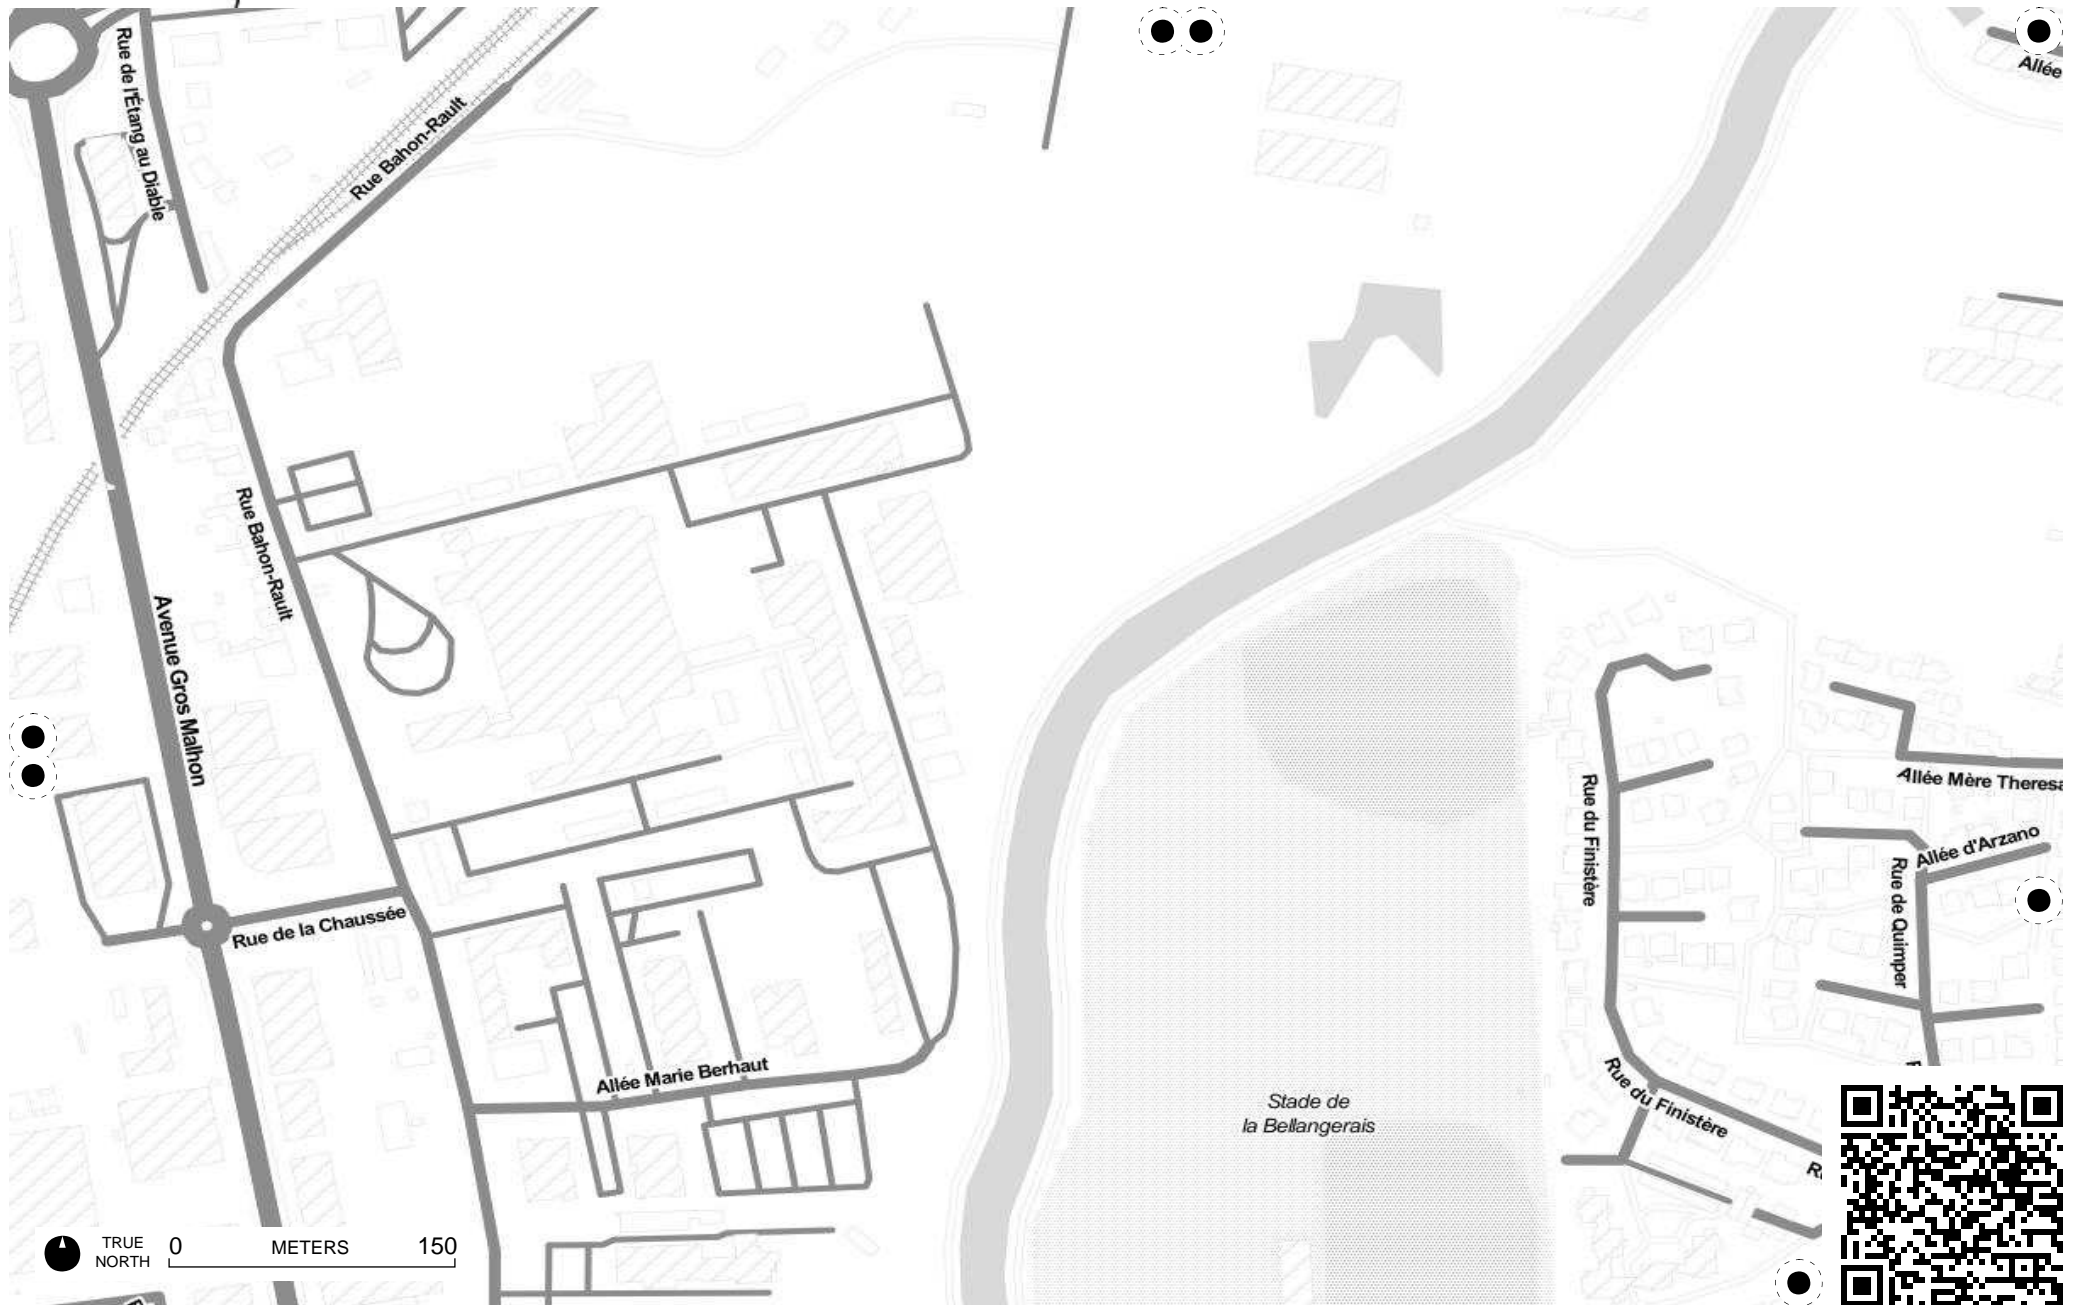 Rue de l'Étang au Diable
Allée
Rue Bahon-Rault
Rue Bahon-Rault
Avenue Gros Malhon
Rue du Finistère
Allée Mère Theresa
Allée d'Arzano
Rue de Quimper
Rue de la Chaussée
Allée Marie Berhaut
Rue du Finistère
Stade de
la Bellangerais
TRUE
NORTH
0 METERS 150